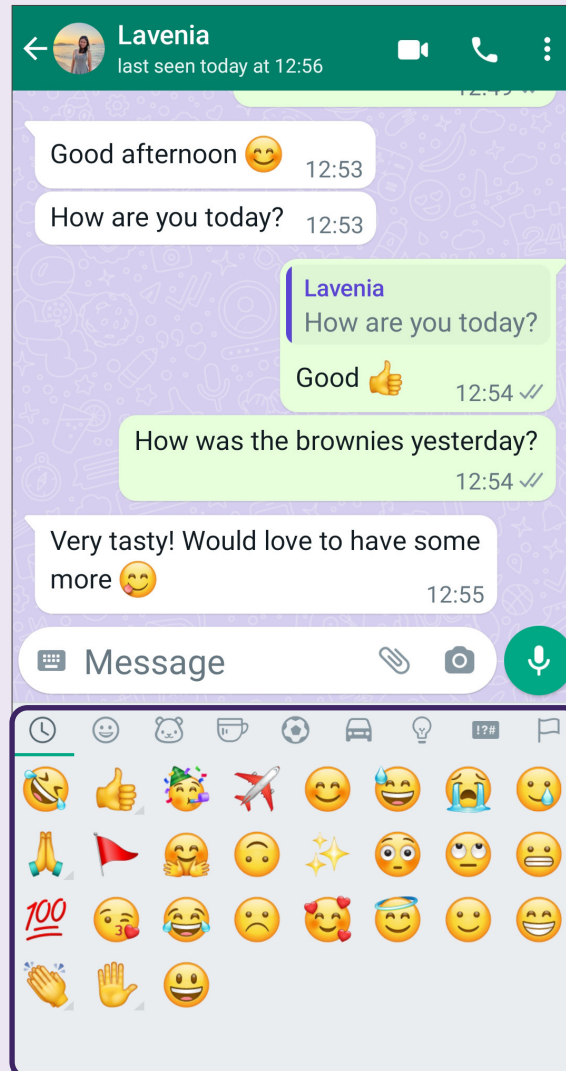 Lavenia
last seen today at 12:56
Good afternoon 😊 12:53
How are you today? 12:53
Lavenia
How are you today?
Good 👍 12:54
How was the brownies yesterday?
12:54
Very tasty! Would love to have some
more 😋 12:55
Message
!?#
100